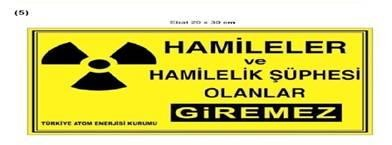 (5)
Ebat 20 x 30 cm
HAMİLELER
ve
HAMİLELİK ŞÜPHESİ
OLANLAR
GİREMEZ
TÜRKİYE ATOM ENERJİSİ KURUMU